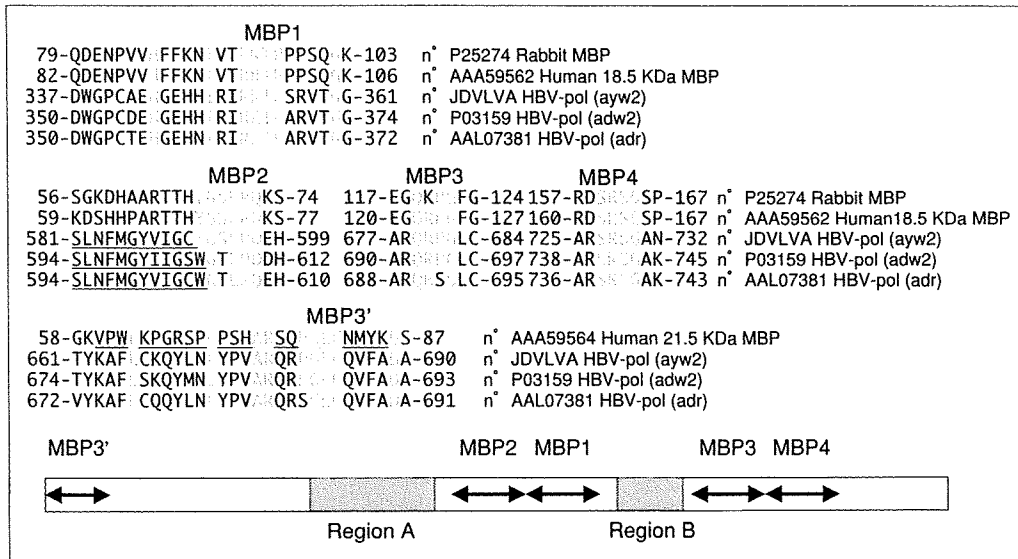 MBP1
79-QDENPVV FFKN VT PPSQ K-103 n° P25274 Rabbit MBP
82-QDENPVV FFKN VT PPSQ K-106 n° AAA59562 Human 18.5 KDa MBP
337-DWGPCAE GEHH RI SRVT G-361 n° JDVLVA HBV-pol (ayw2)
350-DWGPCDE GEHH RI ARVT G-374 n° P03159 HBV-pol (adw2)
350-DWGPCTE GEHN RI ARVT G-372 n° AAL07381 HBV-pol (adr)
MBP2 MBP3 MBP4
56-SGKDHAARTTH KS-74 117-EG K FG-124 157-RD SP-167 n° P25274 Rabbit MBP
59-KDSHHPARTTH KS-77 120-EG FG-127 160-RD SP-167 n° AAA59562 Human18.5 KDa MBP
581-SLNFMGYVIGC EH-599 677-AR LC-684 725-AR AN-732 n° JDVLVA HBV-pol (ayw2)
594-SLNFMGYIIGSW T DH-612 690-AR LC-697 738-AR AK-745 n° P03159 HBV-pol (adw2)
594-SLNFMGYVIGCW T EH-610 688-AR S LC-695 736-AR AK-743 n° AAL07381 HBV-pol (adr)
MBP3'
58-GKVPW KPGRSP PSH SQ NMYK S-87 n° AAA59564 Human 21.5 KDa MBP
661-TYKAF CKQYLN YPV QR QVFA A-690 n° JDVLVA HBV-pol (ayw2)
674-TYKAF SKQYMN YPV QR QVFA A-693 n° P03159 HBV-pol (adw2)
672-VYKAF CQQYLN YPV QRS QVFA A-691 n° AAL07381 HBV-pol (adr)
MBP3' MBP2 MBP1 MBP3 MBP4
Region A Region B